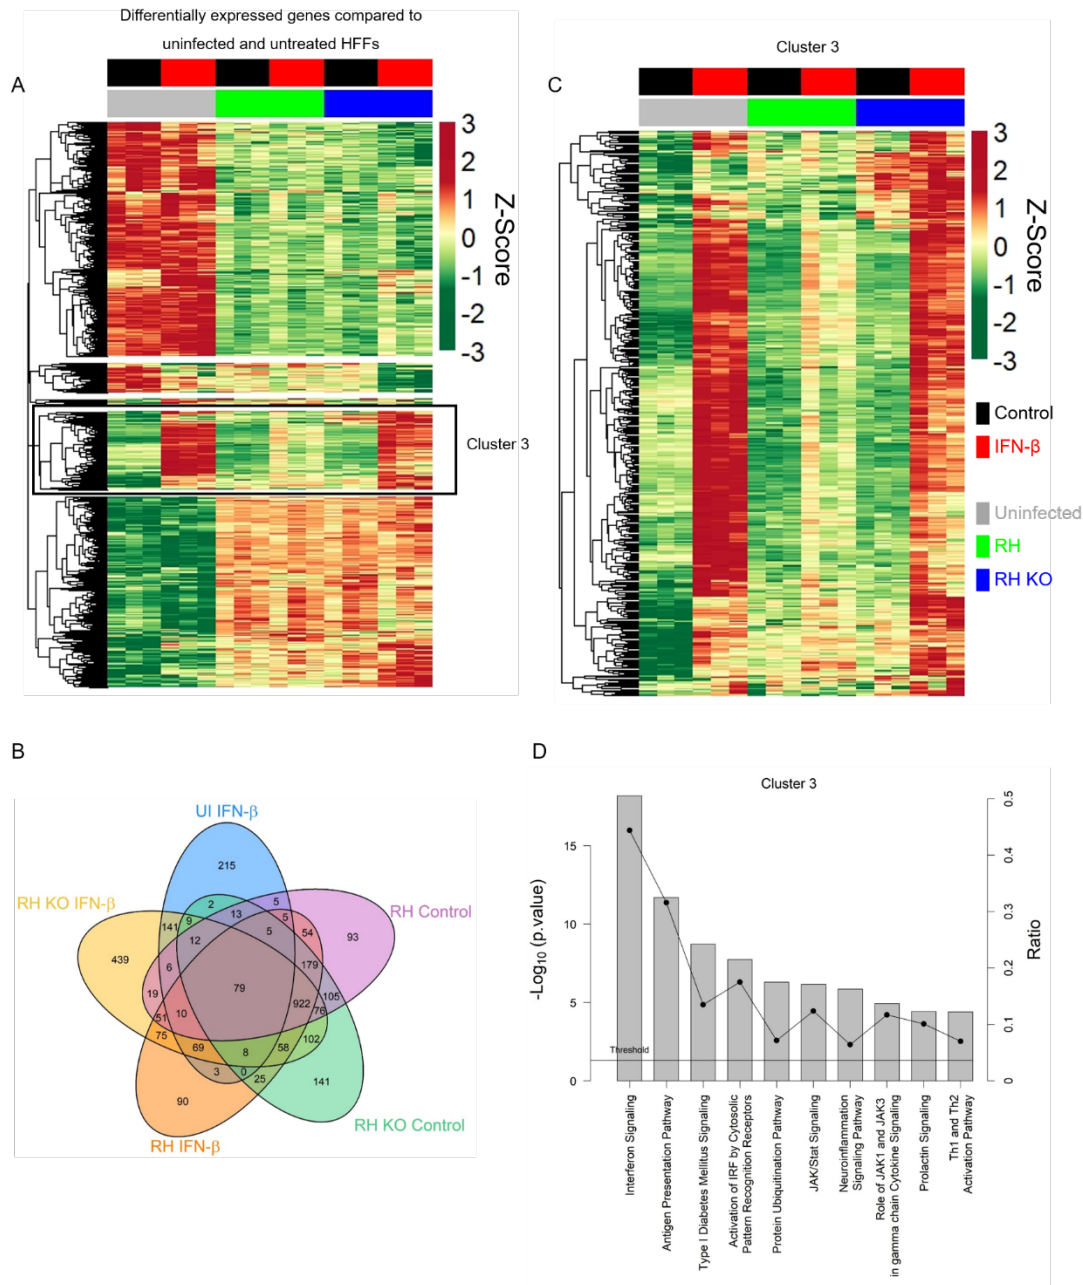 Differentially expressed genes compared to
uninfected and untreated HFFs
A
3
2
1
0
-1
-2
-3
Z-Score
Cluster 3
C
Cluster 3
3
2
1
0
-1
-2
-3
Z-Score
Control
IFN-β
Uninfected
RH
RH KO
B
UI IFN-β
RH KO IFN-β
RH Control
RH IFN-β
RH KO Control
215
5
2
13
5
141
9
5
54
93
12
439
6
179
19
79
105
922
51
10
76
75
102
69
8
58
3
0
25
141
90
D
Cluster 3
-Log10 (p.value)
15
10
5
0
Threshold
0.5
0.4
0.3
0.2
0.1
0
Ratio
Interferon Signaling
Antigen Presentation Pathway
Type I Diabetes Mellitus Signaling
Activation of IRF by Cytosolic
Pattern Recognition Receptors
Protein Ubiquitination Pathway
JAK/Stat Signaling
Neuroinflammation
Signaling Pathway
Role of JAK1 and JAK3
in gamma chain Cytokine Signaling
Prolactin Signaling
Th1 and Th2
Activation Pathway